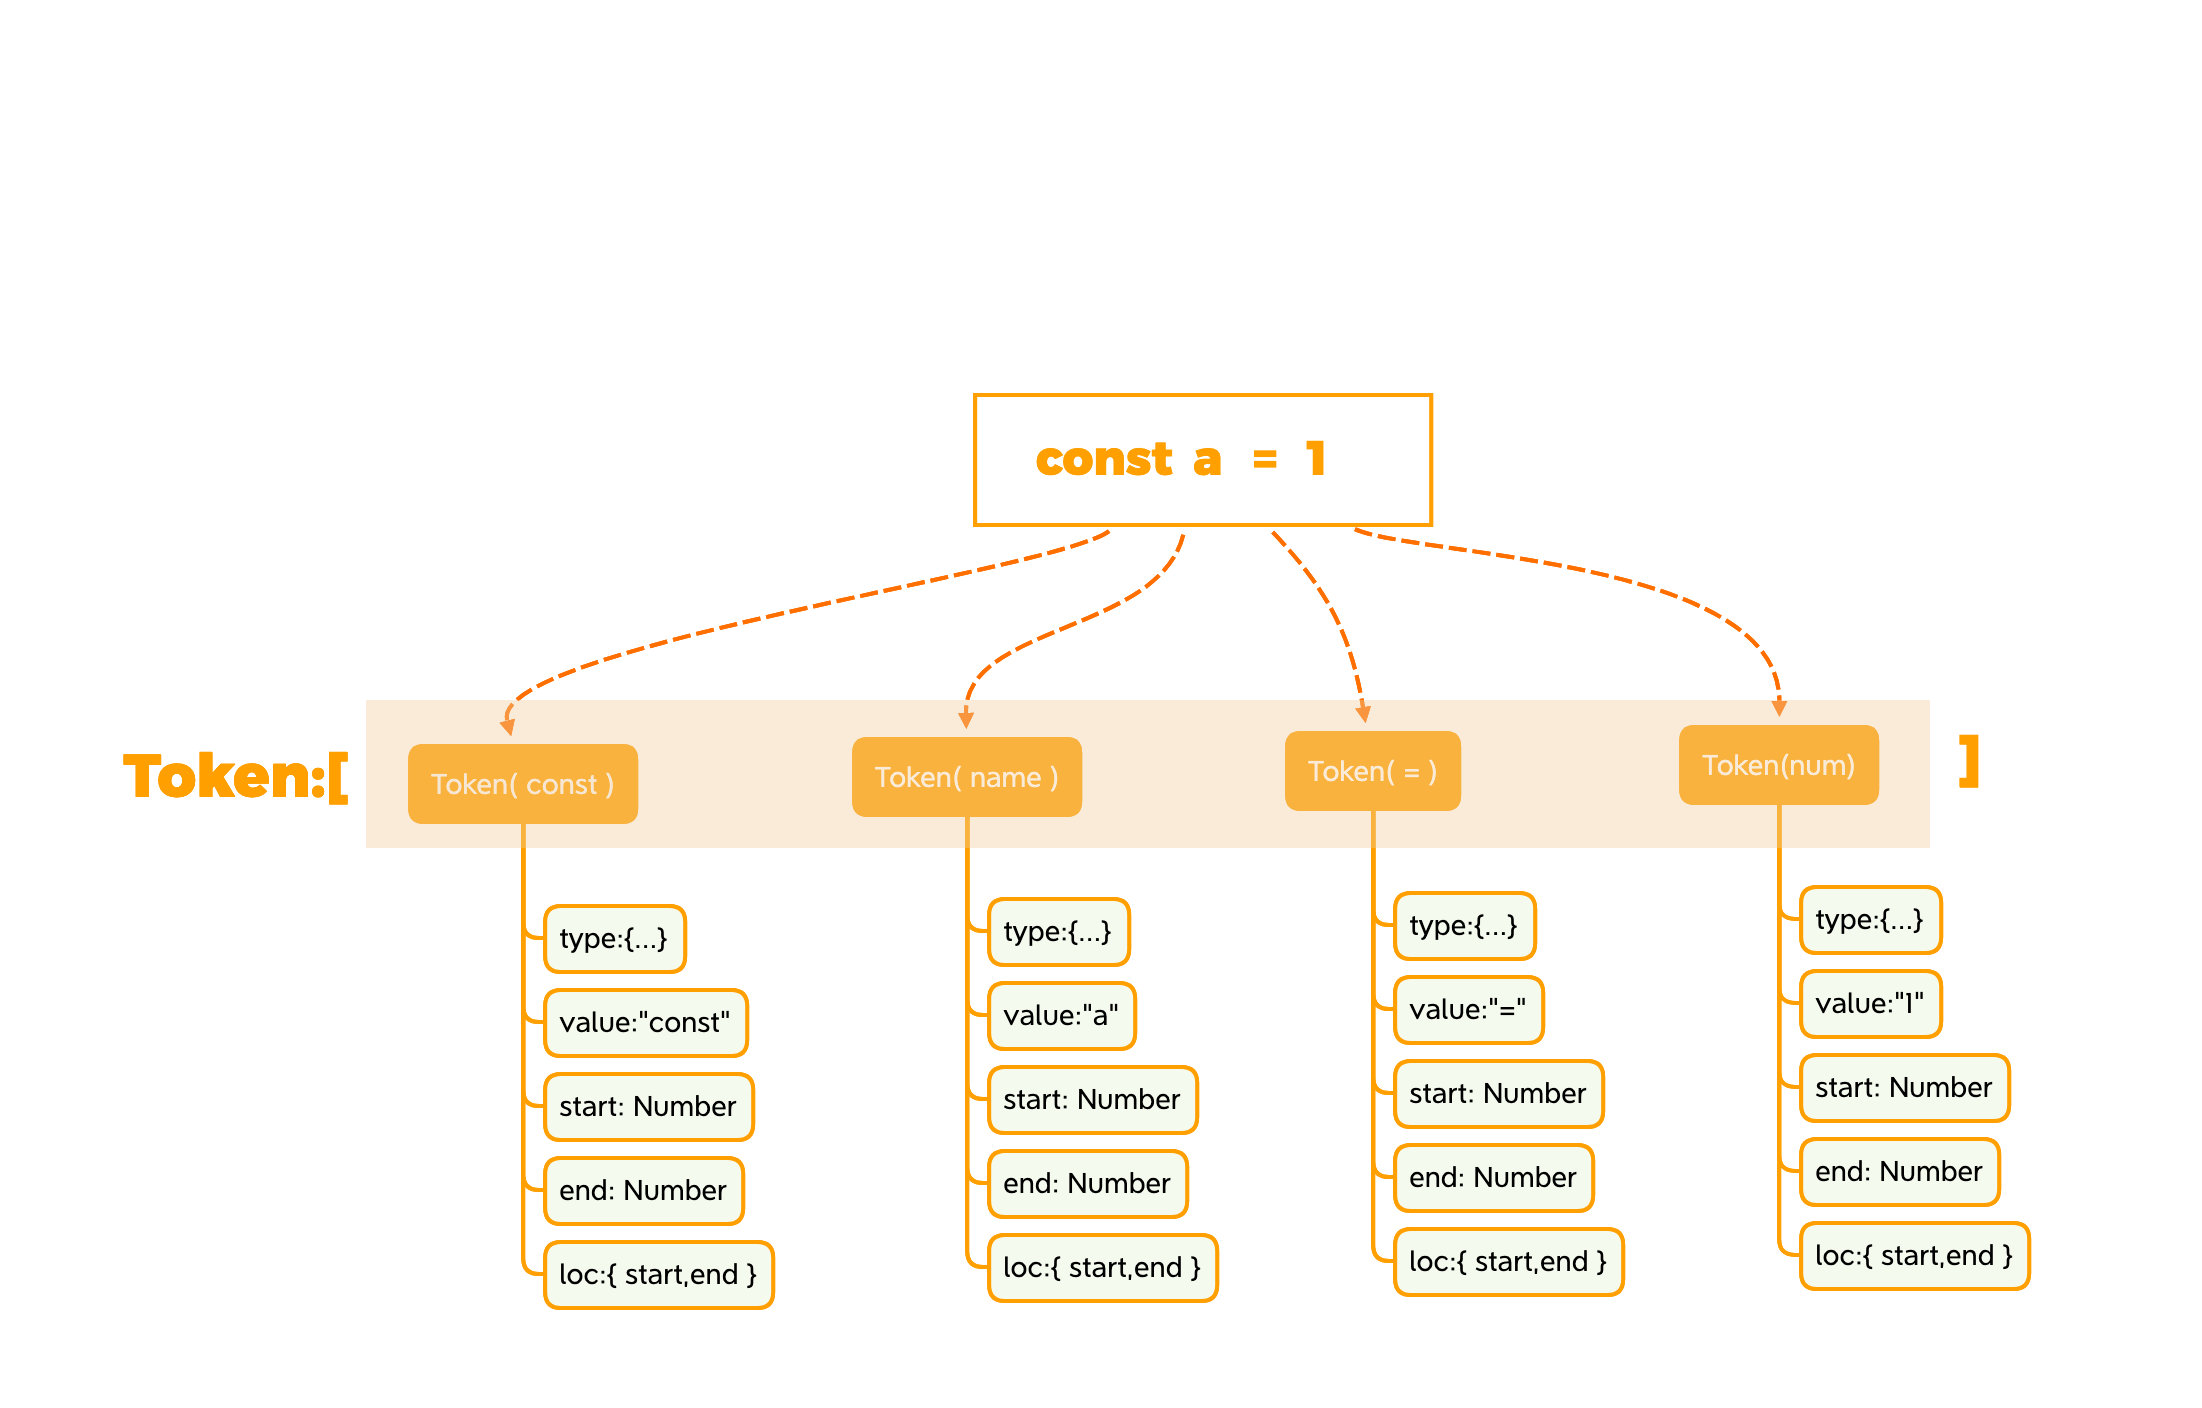 const a = 1
Token:[
Token( const )
Token( name )
Token( = )
Token(num)
]
type:{...}
value:"const"
start: Number
end: Number
loc:{ start,end }
type:{...}
value:"a"
start: Number
end: Number
loc:{ start,end }
type:{...}
value:"="
start: Number
end: Number
loc:{ start,end }
type:{...}
value:"1"
start: Number
end: Number
loc:{ start,end }